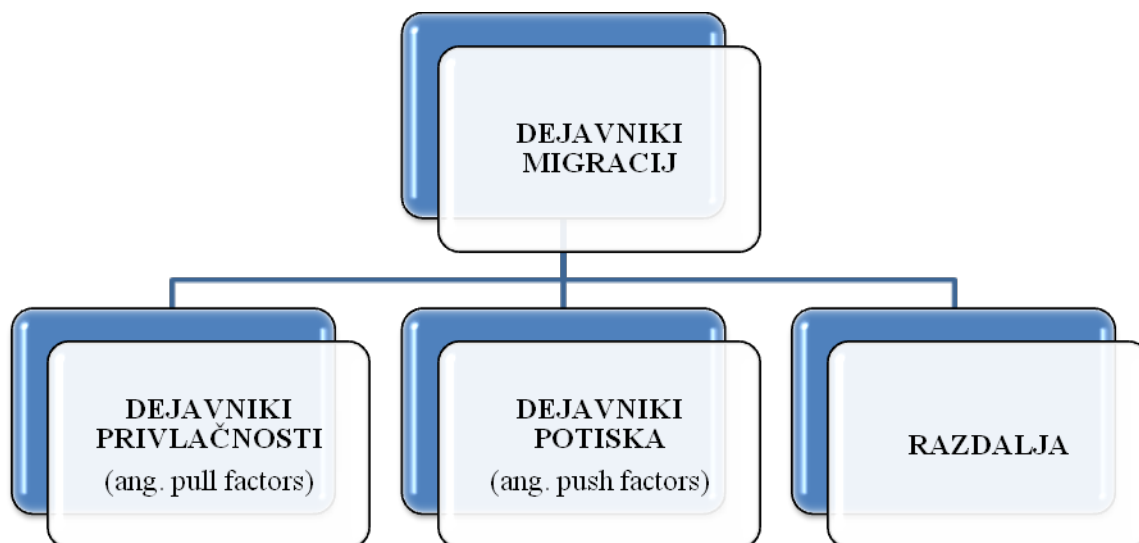 DEJAVNIKI
MIGRACIJ
DEJAVNIKI
PRIVLAČNOSTI
(ang. pull factors)
DEJAVNIKI
POTISKA
(ang. push factors)
RAZDALJA